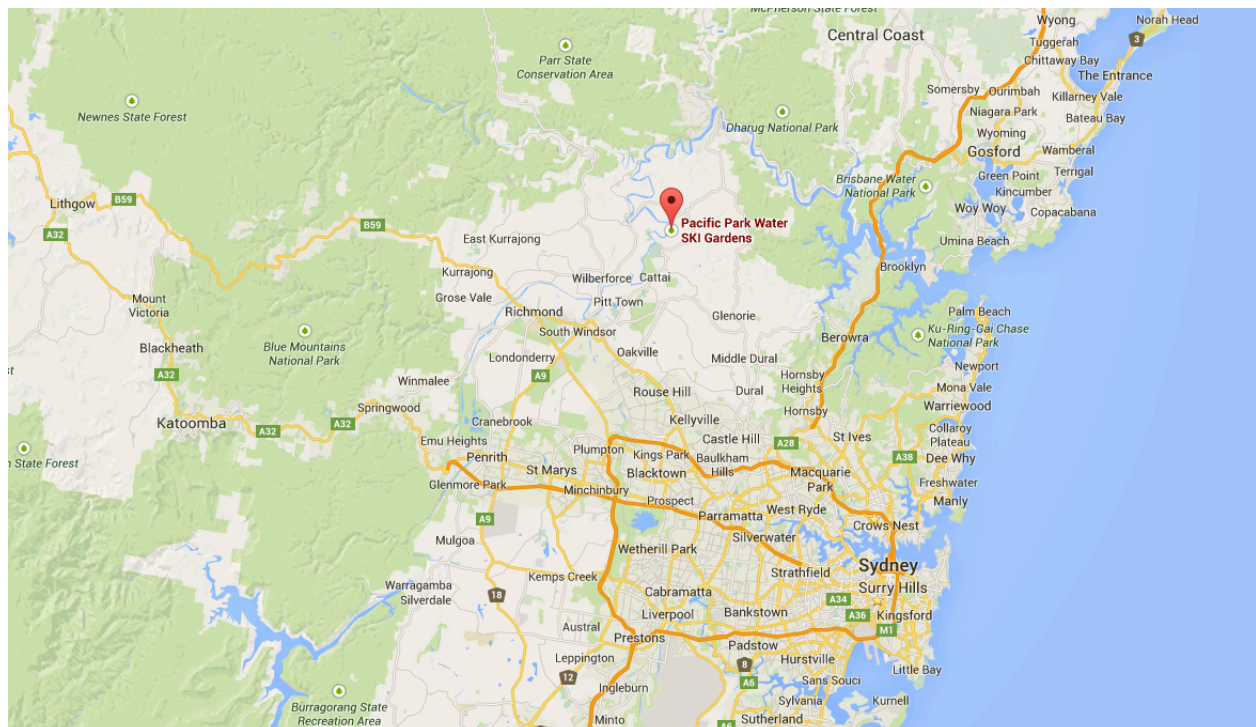 McPherson State Forest
Wyong
Norah Head
Central Coast
3
Tuggerah
Chittaway Bay
Parr State
Conservation Area
The Entrance
Newnes State Forest
Somersby
Ourimbah
Killarney Vale
Niagara Park
Bateau Bay
Dharug National Park
Wyoming
Gosford
Wamberal
Terrigal
Green Point
Brisbane Water
National Park
Kincumber
Lithgow
B59
Woy Woy
Copacabana
A32
B59
Pacific Park Water
SKI Gardens
East Kurrajong
Umina Beach
Kurrajong
Wilberforce
Cattai
Brooklyn
Mount
Victoria
Grose Vale
Richmond
Pitt Town
Glenorie
Palm Beach
South Windsor
Blue Mountains
National Park
Berowra
Ku-Ring-Gai Chase
National Park
Blackheath
Londonderry
Oakville
Middle Dural
Newport
A32
Winmalee
A9
Hornsby
Heights
Mona Vale
Rouse Hill
Dural
Springwood
Warriewood
Katoomba
A32
A32
Cranebrook
Kellyville
Hornsby
Collaroy
Plateau
n State Forest
Emu Heights
Castle Hill
A28
St Ives
Penrith
Plumpton
Kings Park
Baulkham
Hills
A38
Dee Why
St Marys
Blacktown
Macquarie
Park
Freshwater
Glenmore Park
Minchinbury
Prospect
Manly
A9
Parramatta
West Ryde
Crows Nest
Mulgoa
Silverwater
Wetherill Park
Sydney
Warragamba
Silverdale
Kemps Creek
Strathfield
Surry Hills
18
Cabramatta
A34
Bankstown
A36
Kingsford
Liverpool
Austral
Prestons
M1
Padstow
Leppington
8
Hurstville
Little Bay
12
Ingleburn
A6
Sans Souci
Burragorang State
Recreation Area
Sylvania
Kurnell
Minto
A6
Sutherland